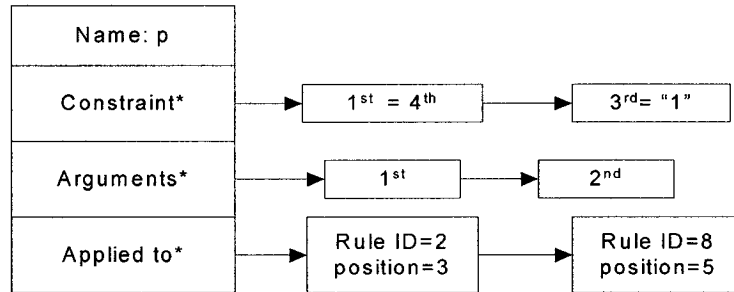 Name: p
Constraint*
1st = 4th
3rd= "1"
Arguments*
1st
2nd
Applied to*
Rule ID=2
position=3
Rule ID=8
position=5